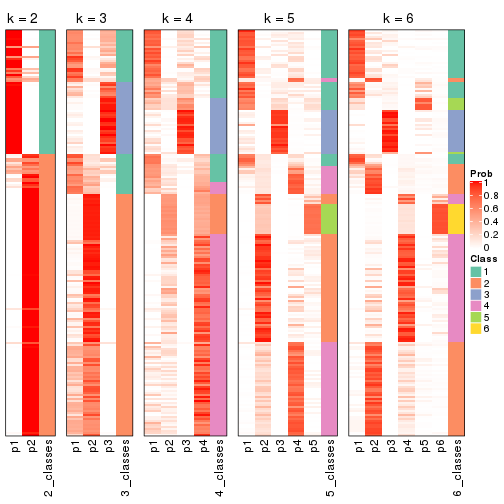 k = 2
k = 3
k = 4
k = 5
k = 6
Prob
1
0.8
0.6
0.4
0.2
0
Class
1
2
3
4
5
6
p1
p2
2_classes
p1
p2
p3
3_classes
p1
p2
p3
p4
4_classes
p1
p2
p3
p4
p5
5_classes
p1
p2
p3
p4
p5
p6
6_classes